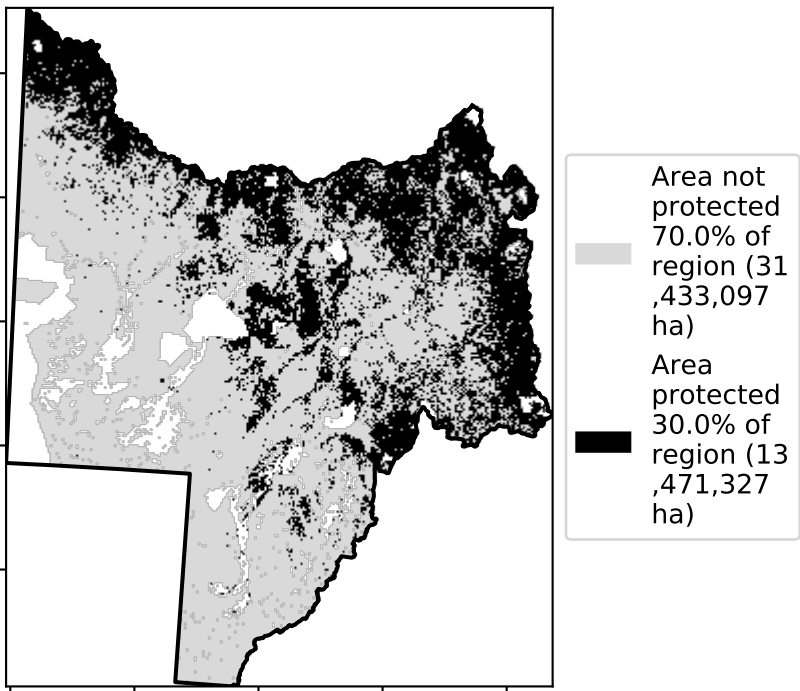 Area not
protected
70.0% of
region (31
,433,097
ha)
Area
protected
30.0% of
region (13
,471,327
ha)